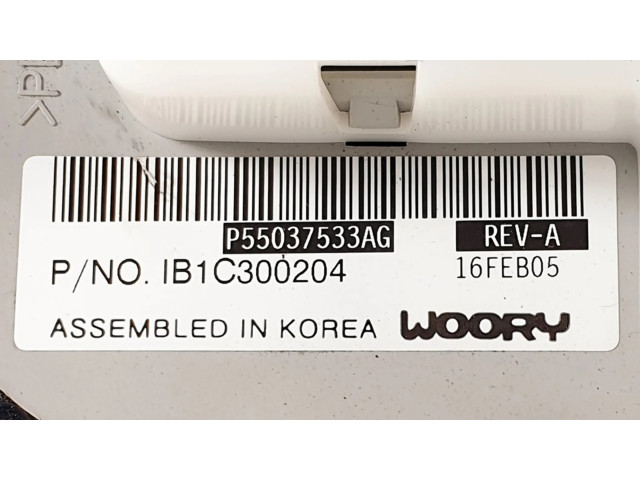 P55037533AG REV-A
P/NO. IB1C300204 16FEB05
ASSEMBLED IN KOREA WOORY